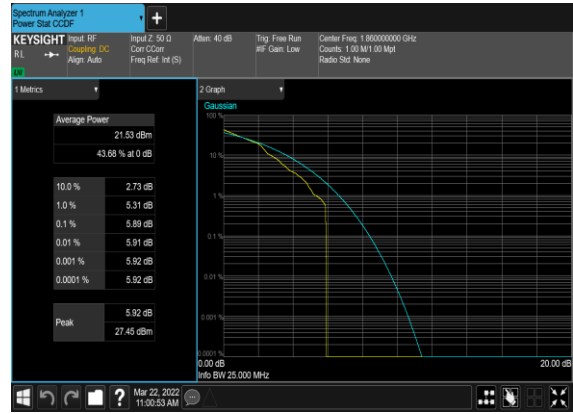 Spectrum Analyzer 1
Power Stat CCDF
+
KEYSIGHT
RL
LW
Input: RF
Coupling: DC
Align: Auto
Input Z: 50 Ω
Corr CCorr
Freq Ref: Int (S)
Atten: 40 dB
Trig: Free Run
#IF Gain: Low
Center Freq: 1.860000000 GHz
Counts: 1.00 M/1.00 Mpt
Radio Std: None
1 Metrics
Average Power
21.53 dBm
43.68 % at 0 dB
10.0 % 2.73 dB
1.0 % 5.31 dB
0.1 % 5.89 dB
0.01 % 5.91 dB
0.001 % 5.92 dB
0.0001 % 5.92 dB
Peak
5.92 dB
27.45 dBm
2 Graph
Gaussian
100 %
10 %
1 %
0.1 %
0.01 %
0.001 %
0.0001 %
0.00 dB
20.00 dB
Info BW 25.000 MHz
?
Mar 22, 2022
11:00:53 AM